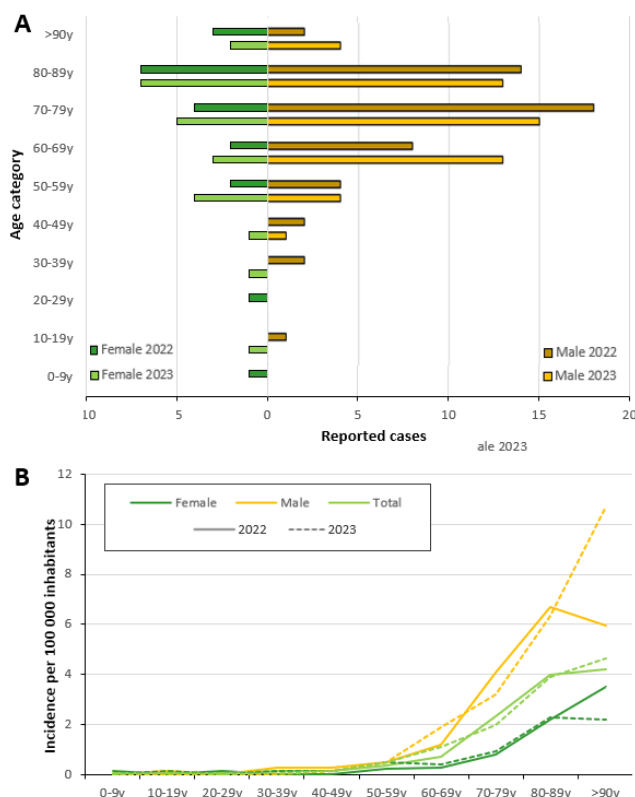 A
>90y
80-89y
70-79y
60-69y
50-59y
40-49y
30-39y
20-29y
10-19y
0-9y
Age category
Female 2022
Female 2023
Male 2022
Male 2023
10 5 0 5 10 15 20
Reported cases
ale 2023
B
12
10
8
6
4
2
0
Incidence per 100 000 inhabitants
Female Male Total
2022 2023
0-9y 10-19y 20-29y 30-39y 40-49y 50-59y 60-69y 70-79y 80-89y >90y